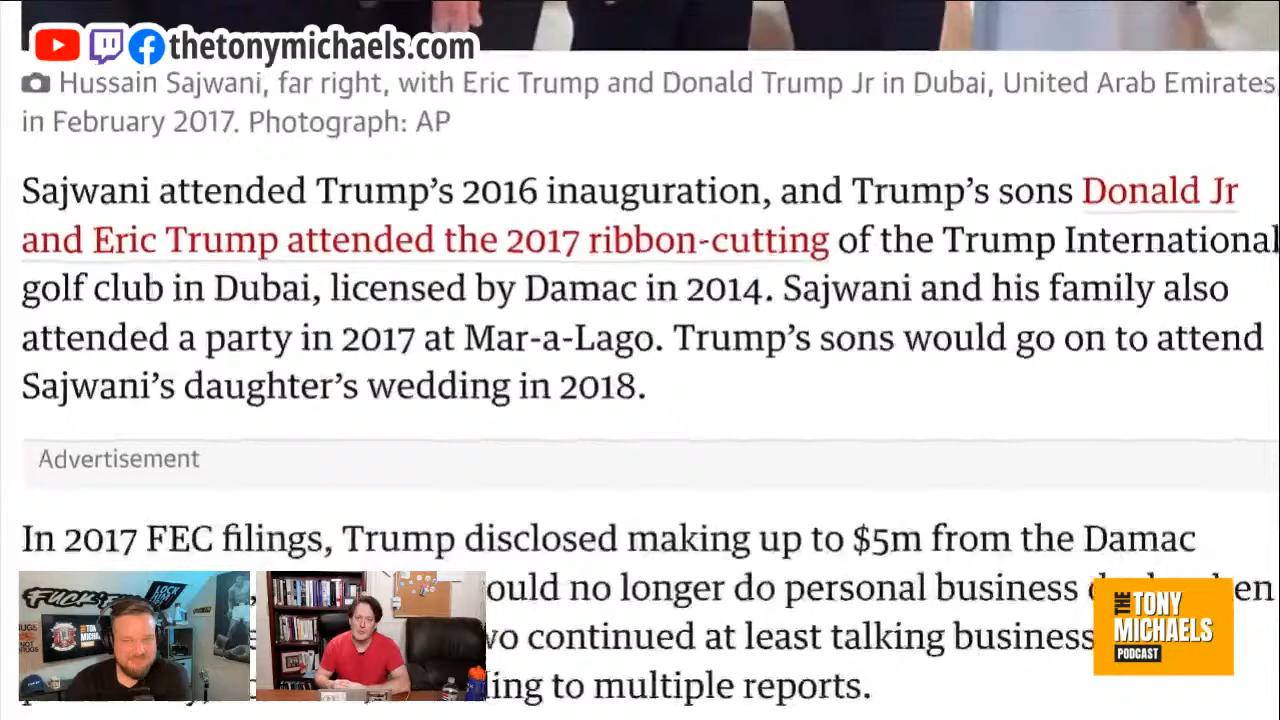 thetonymichaels.com
Hussain Sajwani, far right, with Eric Trump and Donald Trump Jr in Dubai, United Arab Emirates
in February 2017. Photograph: AP
Sajwani attended Trump’s 2016 inauguration, and Trump’s sons Donald Jr
and Eric Trump attended the 2017 ribbon-cutting of the Trump International
golf club in Dubai, licensed by Damac in 2014. Sajwani and his family also
attended a party in 2017 at Mar-a-Lago. Trump’s sons would go on to attend
Sajwani’s daughter’s wedding in 2018.
Advertisement
In 2017 FEC filings, Trump disclosed making up to $5m from the Damac
ould no longer do personal business
continued at least talking business
to multiple reports.
LOCK
HIM
THE
TONY
MICHAELS
PODCAST